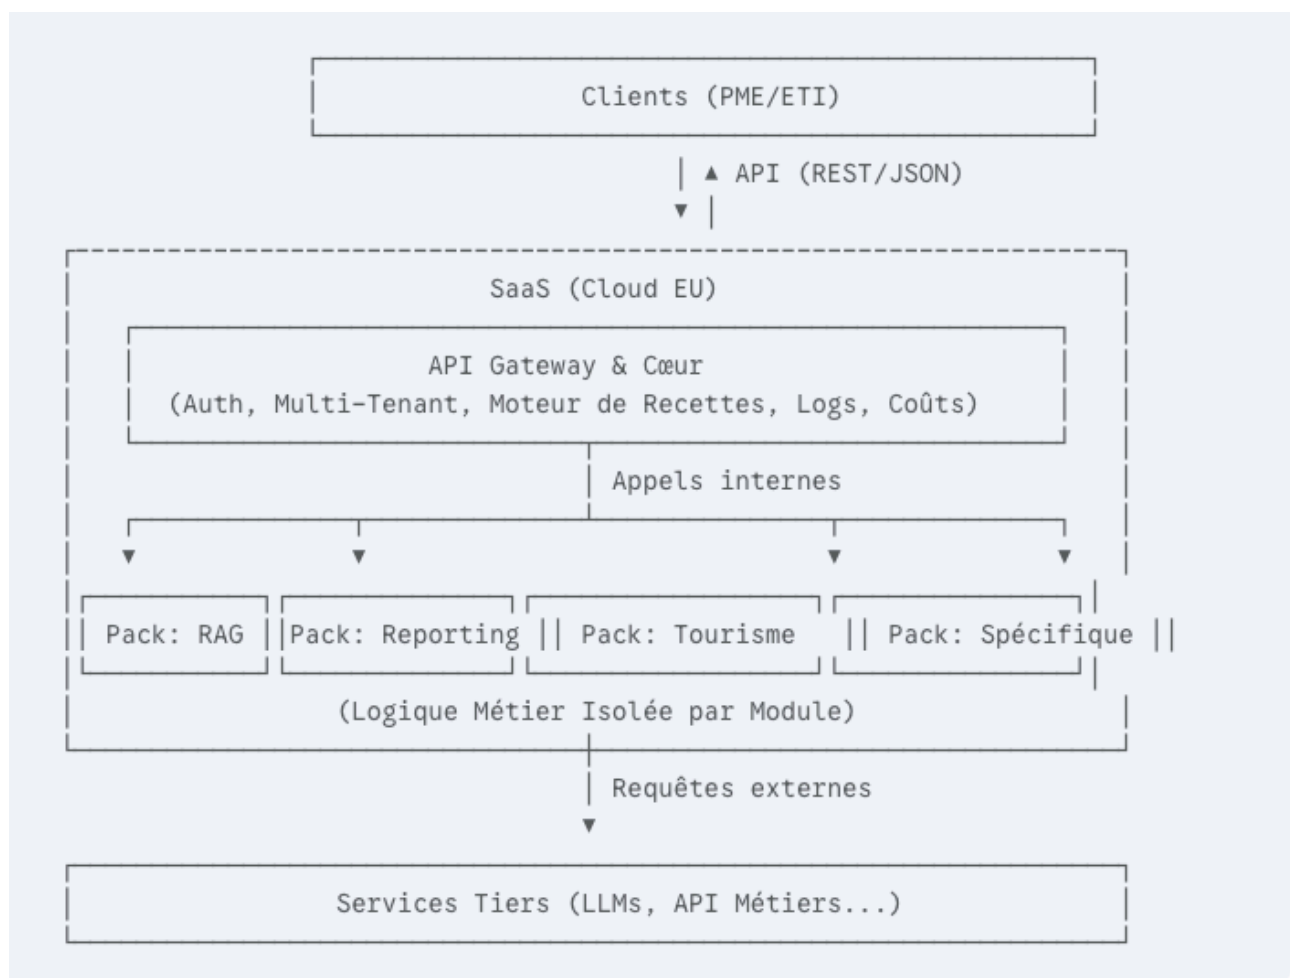 Clients (PME/ETI)
API (REST/JSON)
SaaS (Cloud EU)
API Gateway & Cœur
(Auth, Multi-Tenant, Moteur de Recettes, Logs, Coûts)
Appels internes
Pack: RAG Pack: Reporting Pack: Tourisme Pack: Spécifique
(Logique Métier Isolée par Module)
Requêtes externes
Services Tiers (LLMs, API Métiers...)